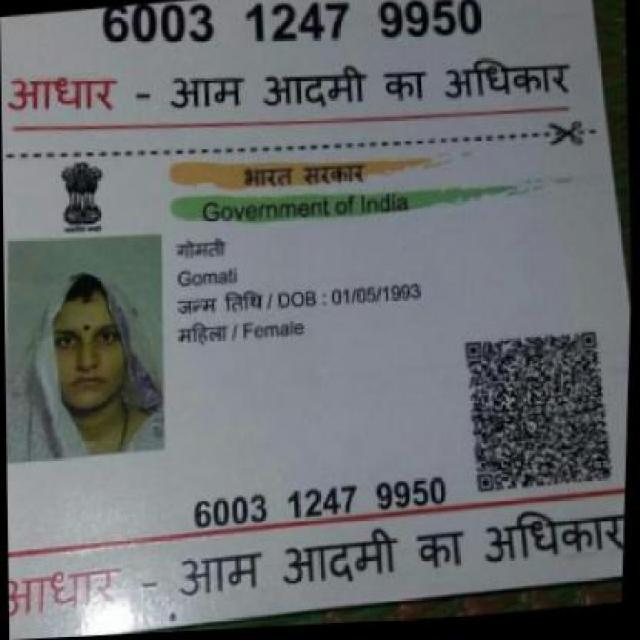 6003 1247 9950
आधार - आम आदमी का अधिकार
भारत सरकार
Government of India
गोमती
Gomati
जन्म तिथि / DOB : 01/05/1993
महिला / Female
6003 1247 9950
आधार - आम आदमी का अधिकार